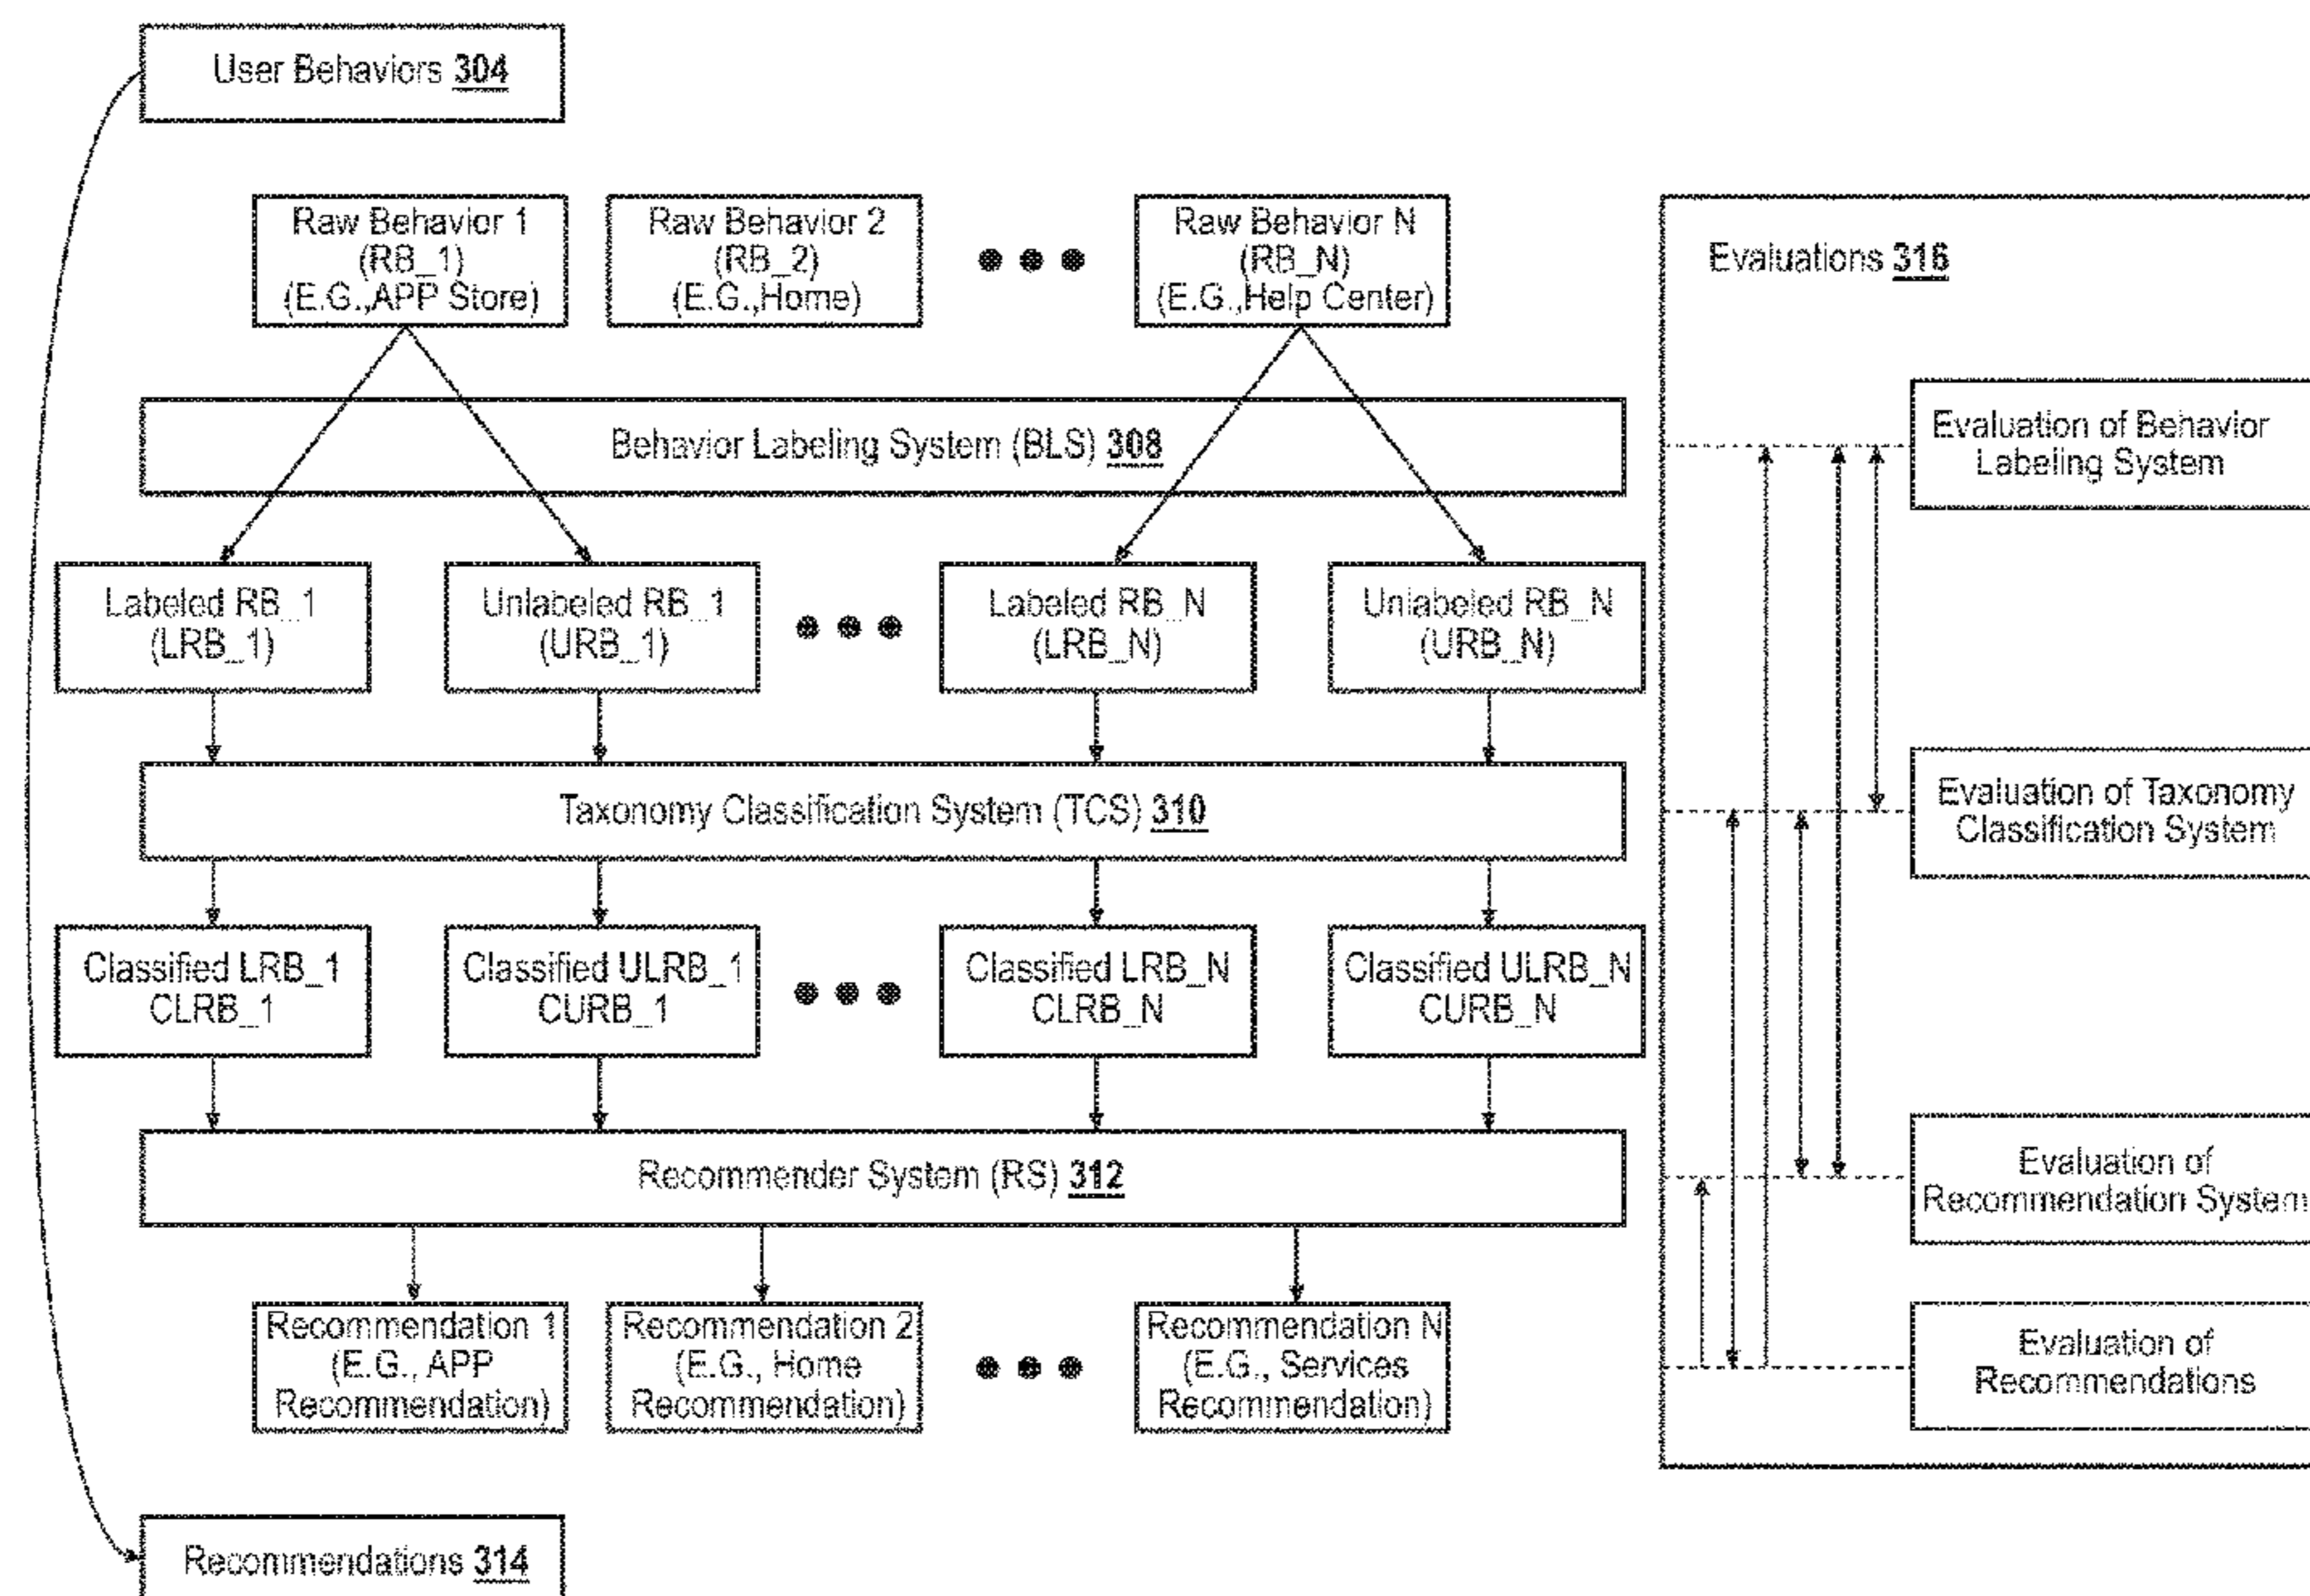 User Behaviors 304
Raw Behavior 1
(RB_1)
(E.G.,APP Store)
Raw Behavior 2
(RB_2)
(E.G.,Home)
Raw Behavior N
(RB_N)
(E.G.,Help Center)
Behavior Labeling System (BLS) 308
Labeled RB_1
(LRB_1)
Unlabeled RB_1
(URB_1)
Labeled RB_N
(LRB_N)
Unlabeled RB_N
(URB_N)
Taxonomy Classification System (TCS) 310
Classified LRB_1
CLRB_1
Classified ULRB_1
CURB_1
Classified LRB_N
CLRB_N
Classified ULRB_N
CURB_N
Recommender System (RS) 312
Recommendation 1
(E.G., APP
Recommendation)
Recommendation 2
(E.G., Home
Recommendation)
Recommendation N
(E.G., Services
Recommendation)
Recommendations 314
Evaluations 316
Evaluation of Behavior
Labeling System
Evaluation of Taxonomy
Classification System
Evaluation of
Recommendation System
Evaluation of
Recommendations